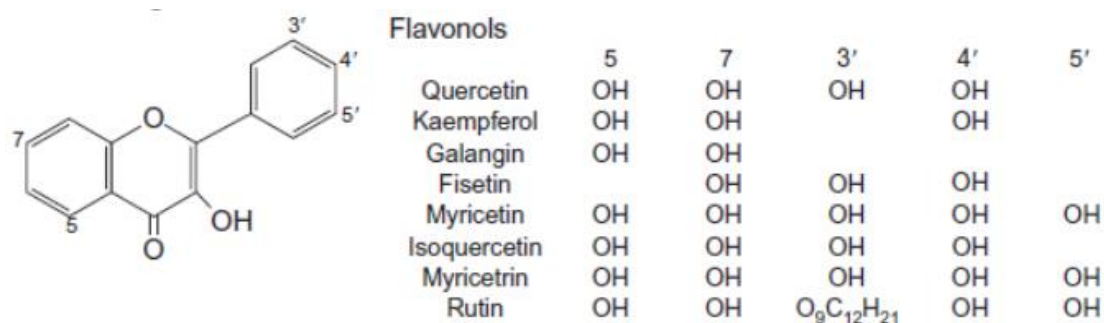 Flavonols
5 7 3′ 4′ 5′
Quercetin OH OH OH OH
Kaempferol OH OH OH
Galangin OH OH
Fisetin OH OH OH
Myricetin OH OH OH OH OH
Isoquercetin OH OH OH OH
Myricetrin OH OH OH OH OH
Rutin OH OH O₉C₁₂H₂₁ OH OH
3′
4′
5′
O
7
5
OH
O